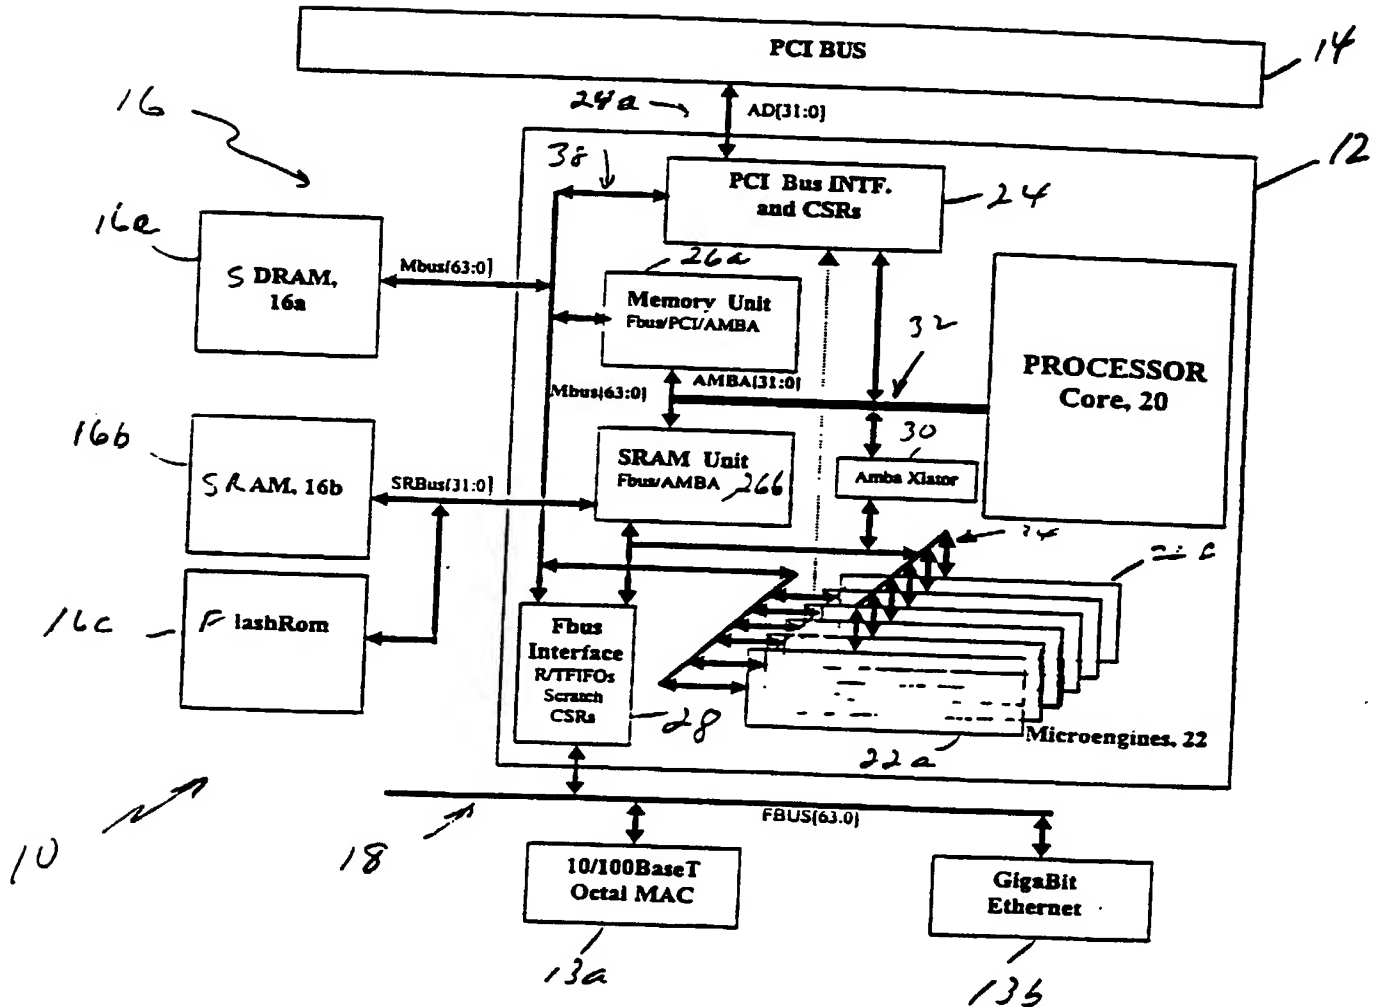 PCI BUS
14
16
24a
AD[31:0]
12
38
PCI Bus INTF.
and CSRs
24
16a
26a
S DRAM,
16a
Mbus[63:0]
Memory Unit
Fbus/PCI/AMBA
32
PROCESSOR
Core, 20
Mbus[63:0]
AMBA[31:0]
16b
30
SRAM, 16b
SRBus[31:0]
SRAM Unit
Fbus/AMBA
26b
Amba Xlator
16c
F lashRom
Fbus
Interface
R/TFIFOs
Scratch
CSRs
28
Microengines, 22
22a
10
18
FBUS[63.0]
10/100BaseT
Octal MAC
GigaBit
Ethernet
13a
13b